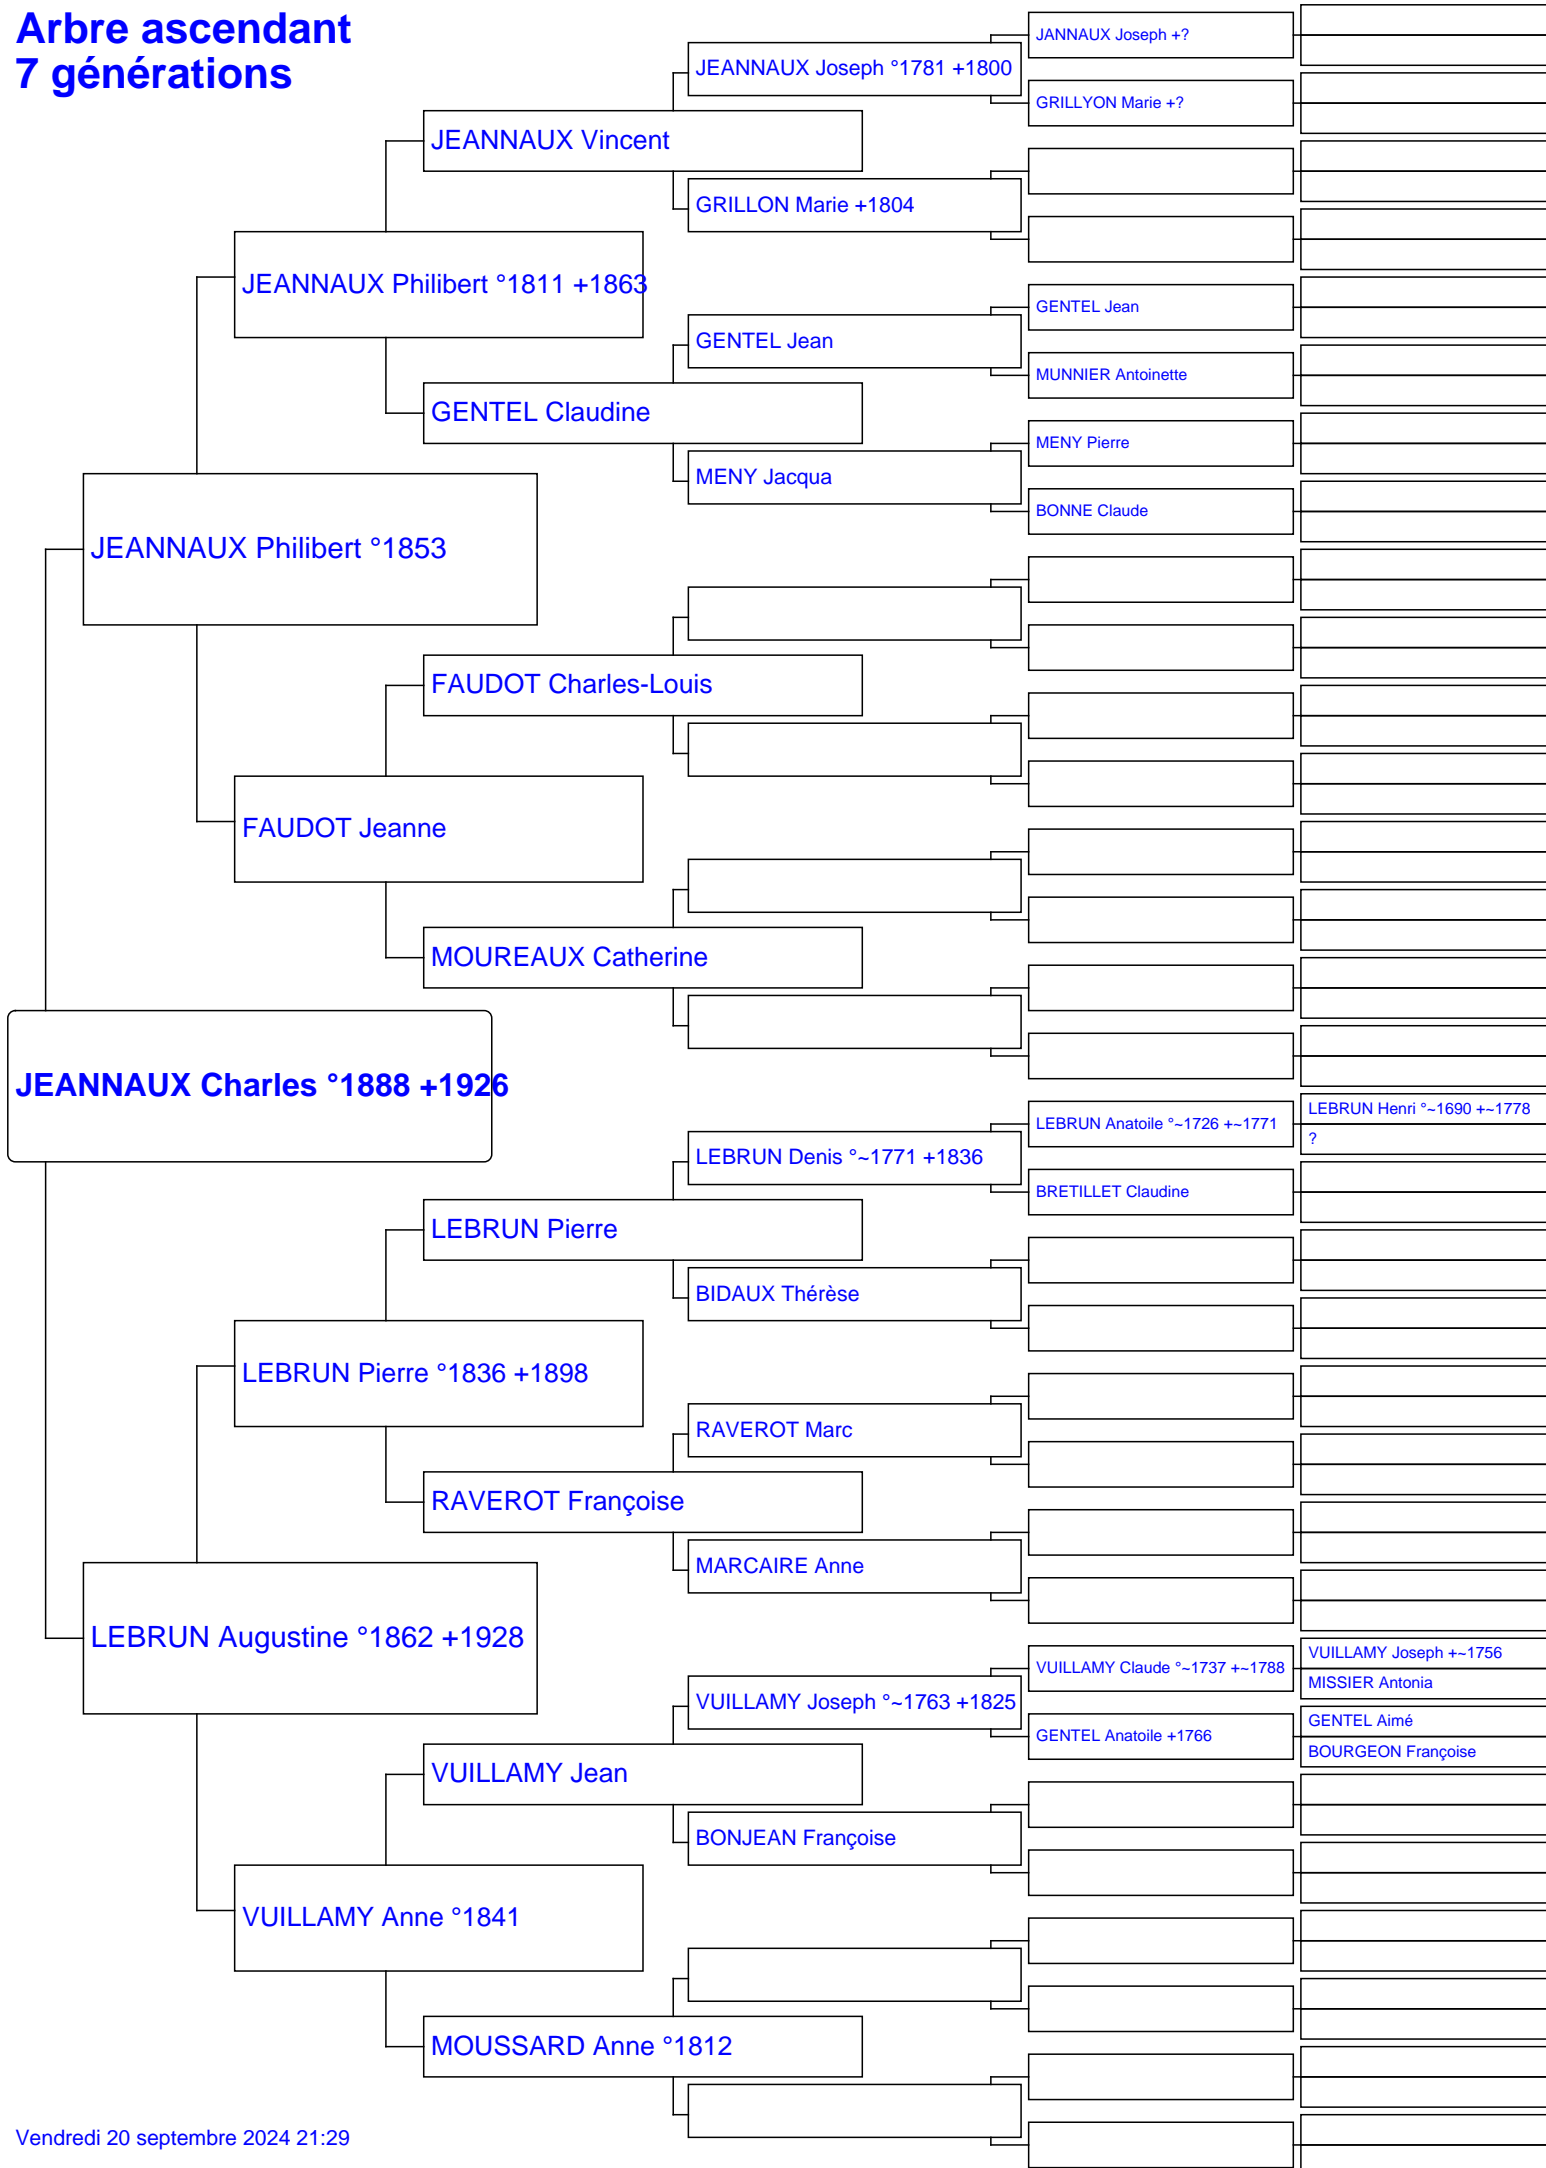 Arbre ascendant
7 générations
JEANNAUX Charles °1888 +1926
JEANNAUX Philibert °1853
LEBRUN Augustine °1862 +1928
JEANNAUX Philibert °1811 +1863
FAUDOT Jeanne
LEBRUN Pierre °1836 +1898
VUILLAMY Anne °1841
JEANNAUX Vincent
GENTEL Claudine
FAUDOT Charles-Louis
MOUREAUX Catherine
LEBRUN Pierre
RAVEROT Françoise
VUILLAMY Jean
MOUSSARD Anne °1812
JEANNAUX Joseph °1781 +1800
GRILLON Marie +1804
GENTEL Jean
MENY Jacqua
LEBRUN Denis °~1771 +1836
BIDAUX Thérèse
RAVEROT Marc
MARCAIRE Anne
VUILLAMY Joseph °~1763 +1825
BONJEAN Françoise
JANNAUX Joseph +?
GRILLYON Marie +?
GENTEL Jean
MUNNIER Antoinette
MENY Pierre
BONNE Claude
LEBRUN Anatoile °~1726 +~1771
BRETILLET Claudine
VUILLAMY Claude °~1737 +~1788
GENTEL Anatoile +1766
LEBRUN Henri °~1690 +~1778
?
VUILLAMY Joseph +~1756
MISSIER Antonia
GENTEL Aimé
BOURGEON Françoise
Vendredi 20 septembre 2024 21:29